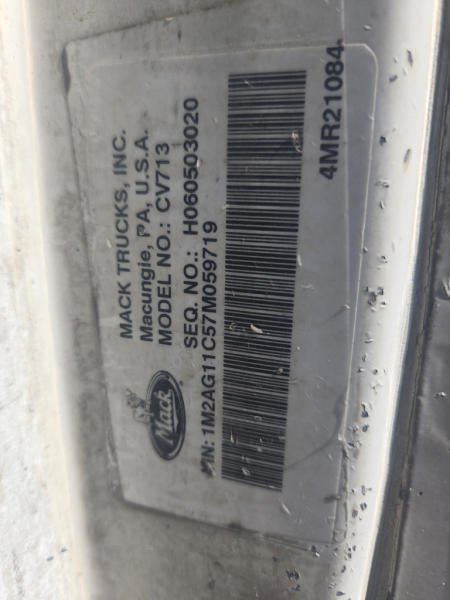 MACK TRUCKS, INC.
Macungie, PA, U.S.A.
MODEL NO.: CV713
SEQ. NO.: H060503020
Mack
VIN: 1M2AG11C57M059719
4MR21084